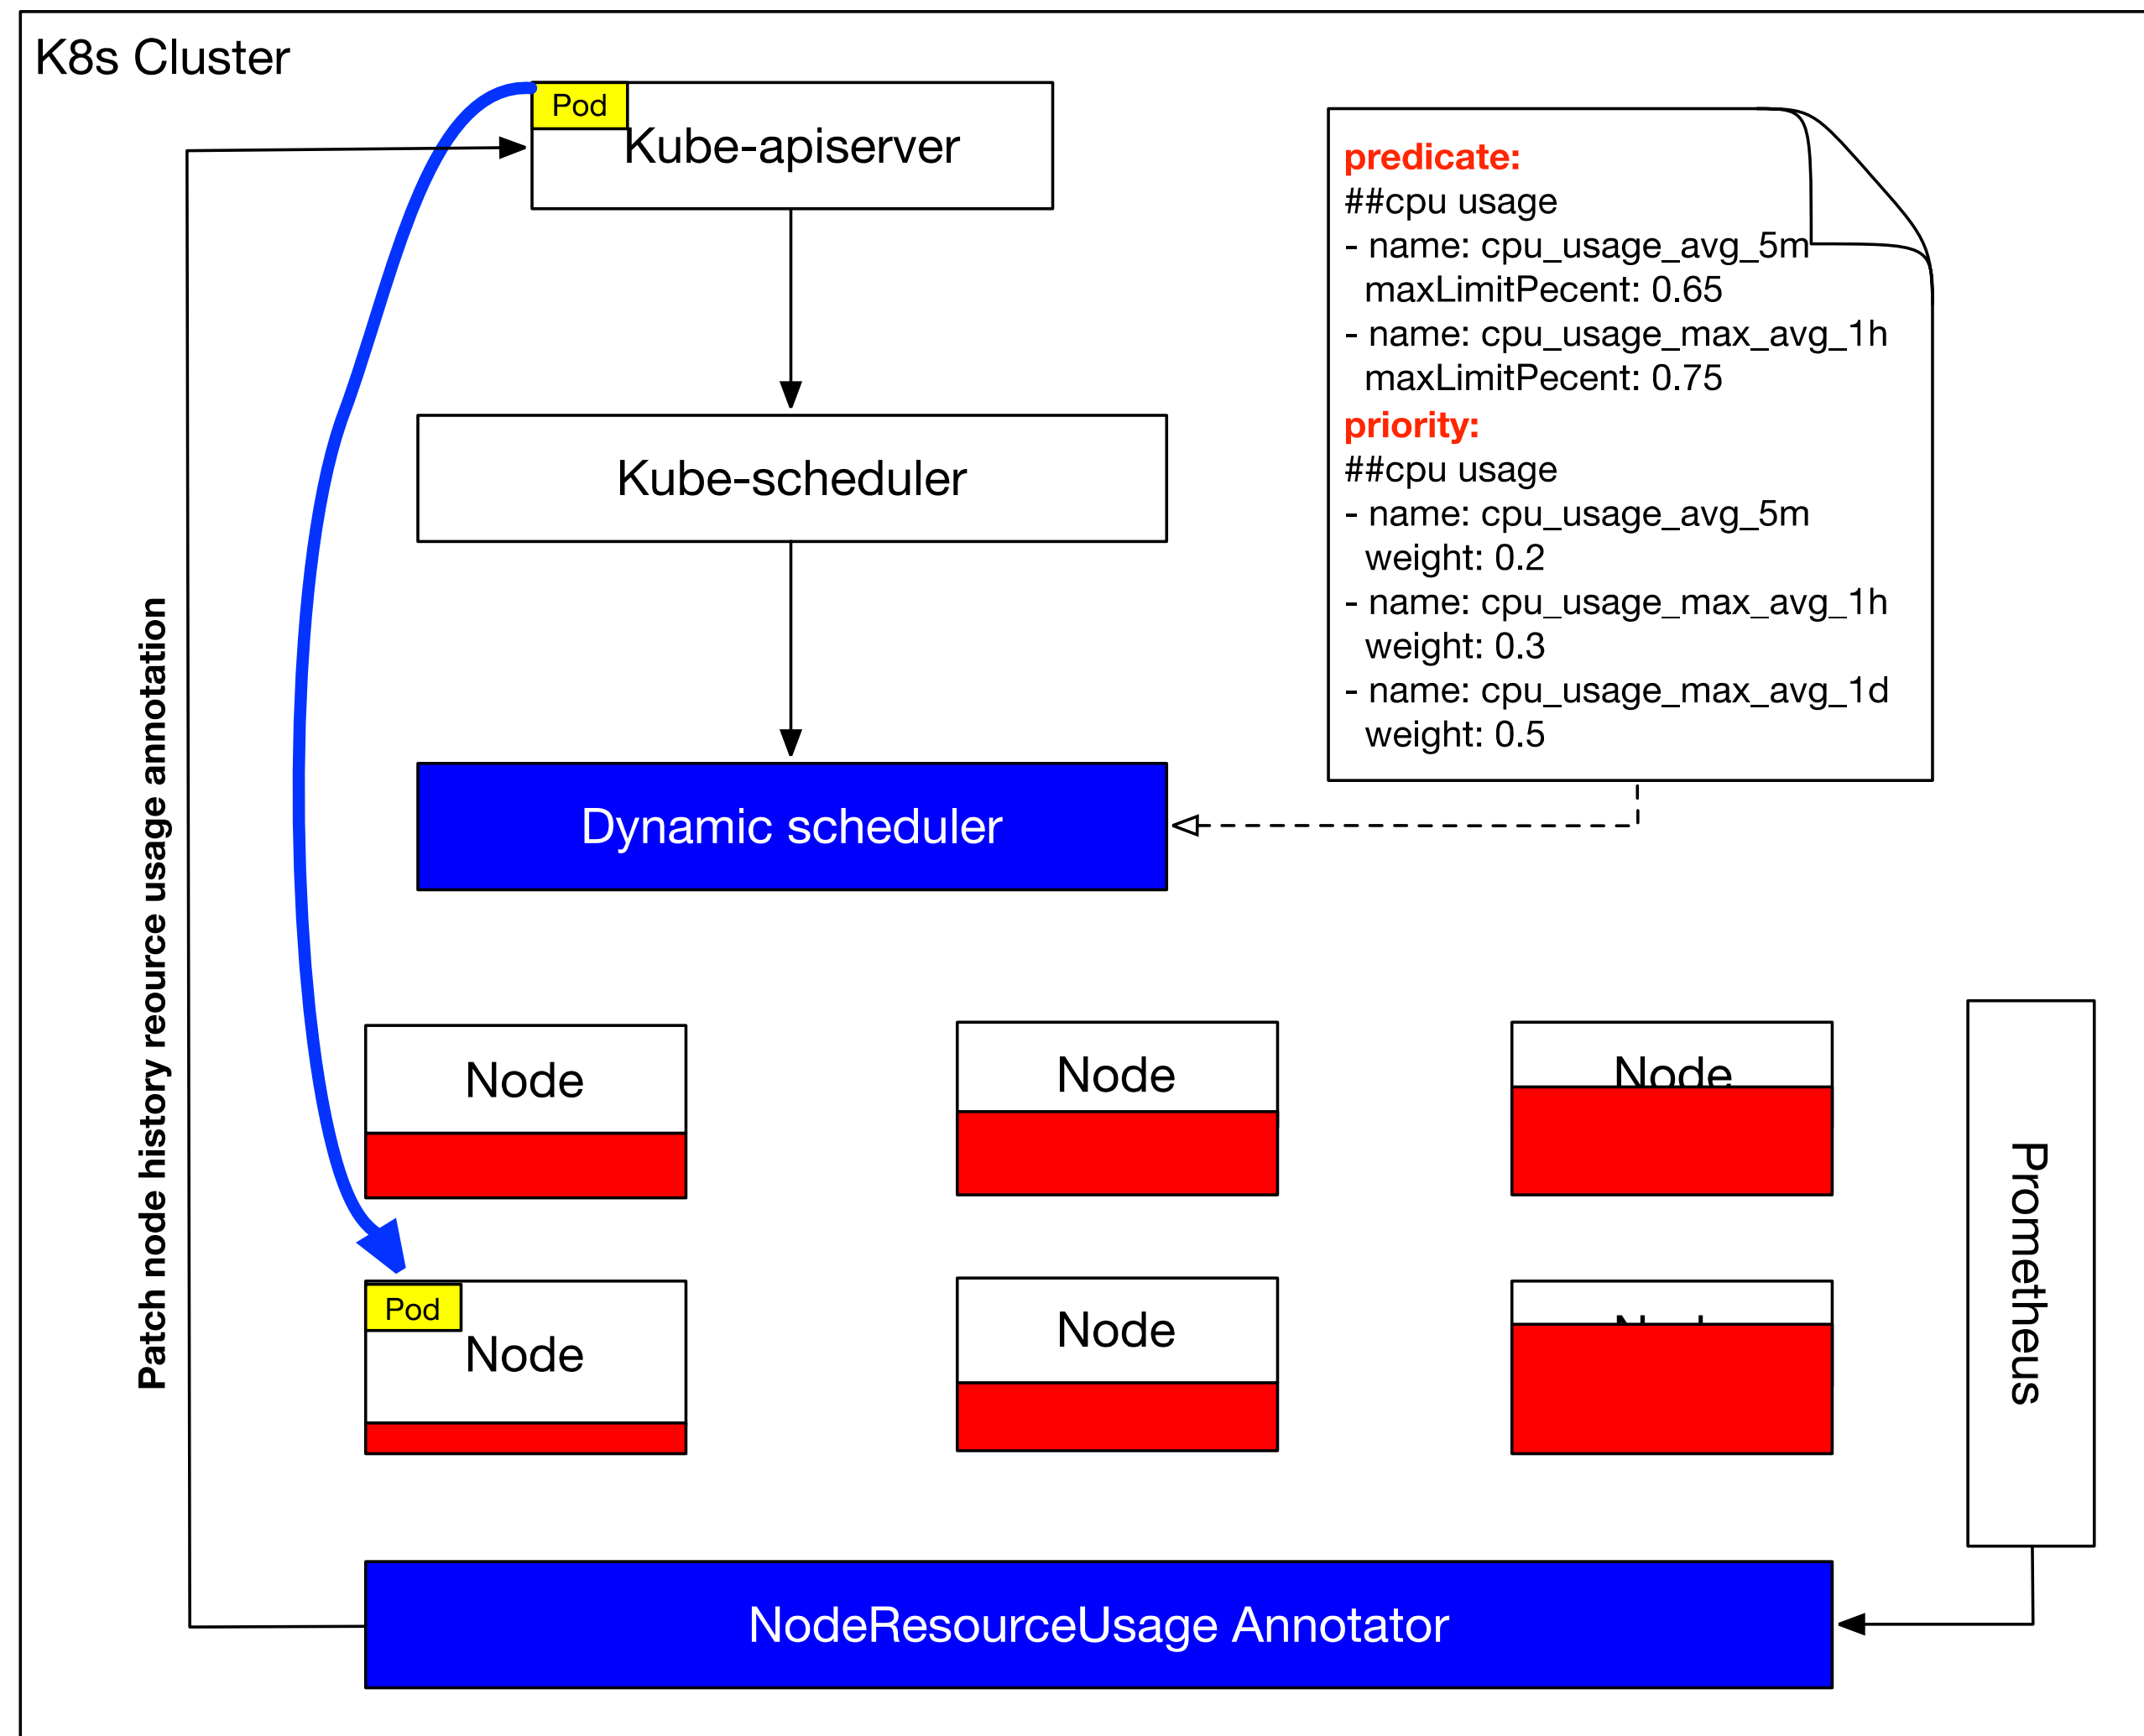 K8s Cluster
Pod
Kube-apiserver
predicate:
##cpu usage
- name: cpu_usage_avg_5m
maxLimitPecent: 0.65
- name: cpu_usage_max_avg_1h
maxLimitPecent: 0.75
priority:
##cpu usage
- name: cpu_usage_avg_5m
weight: 0.2
- name: cpu_usage_max_avg_1h
weight: 0.3
- name: cpu_usage_max_avg_1d
weight: 0.5
Kube-scheduler
Dynamic scheduler
Patch node history reource usage annotation
Node
Node
Node
Prometheus
Pod
Node
Node
NodeResourceUsage Annotator